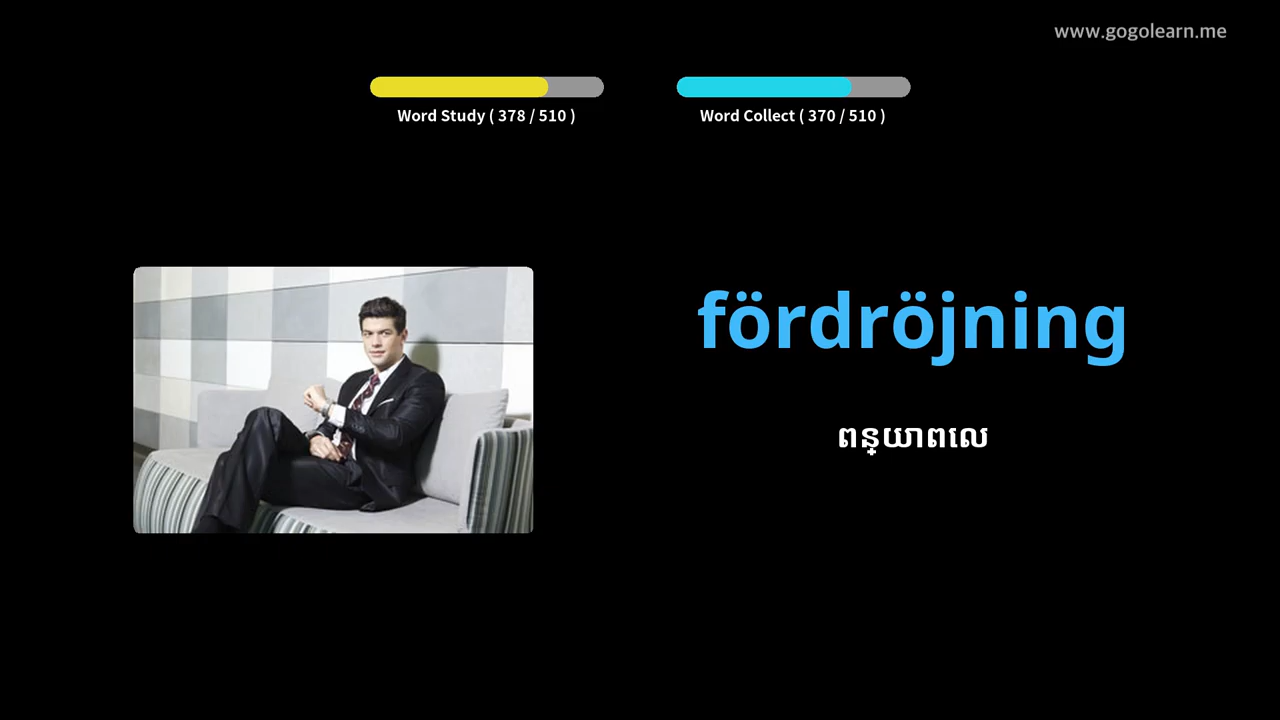 www.gogolearn.me
Word Study ( 378 / 510 )
Word Collect ( 370 / 510 )
fördröjning
ពន្យាពលេ